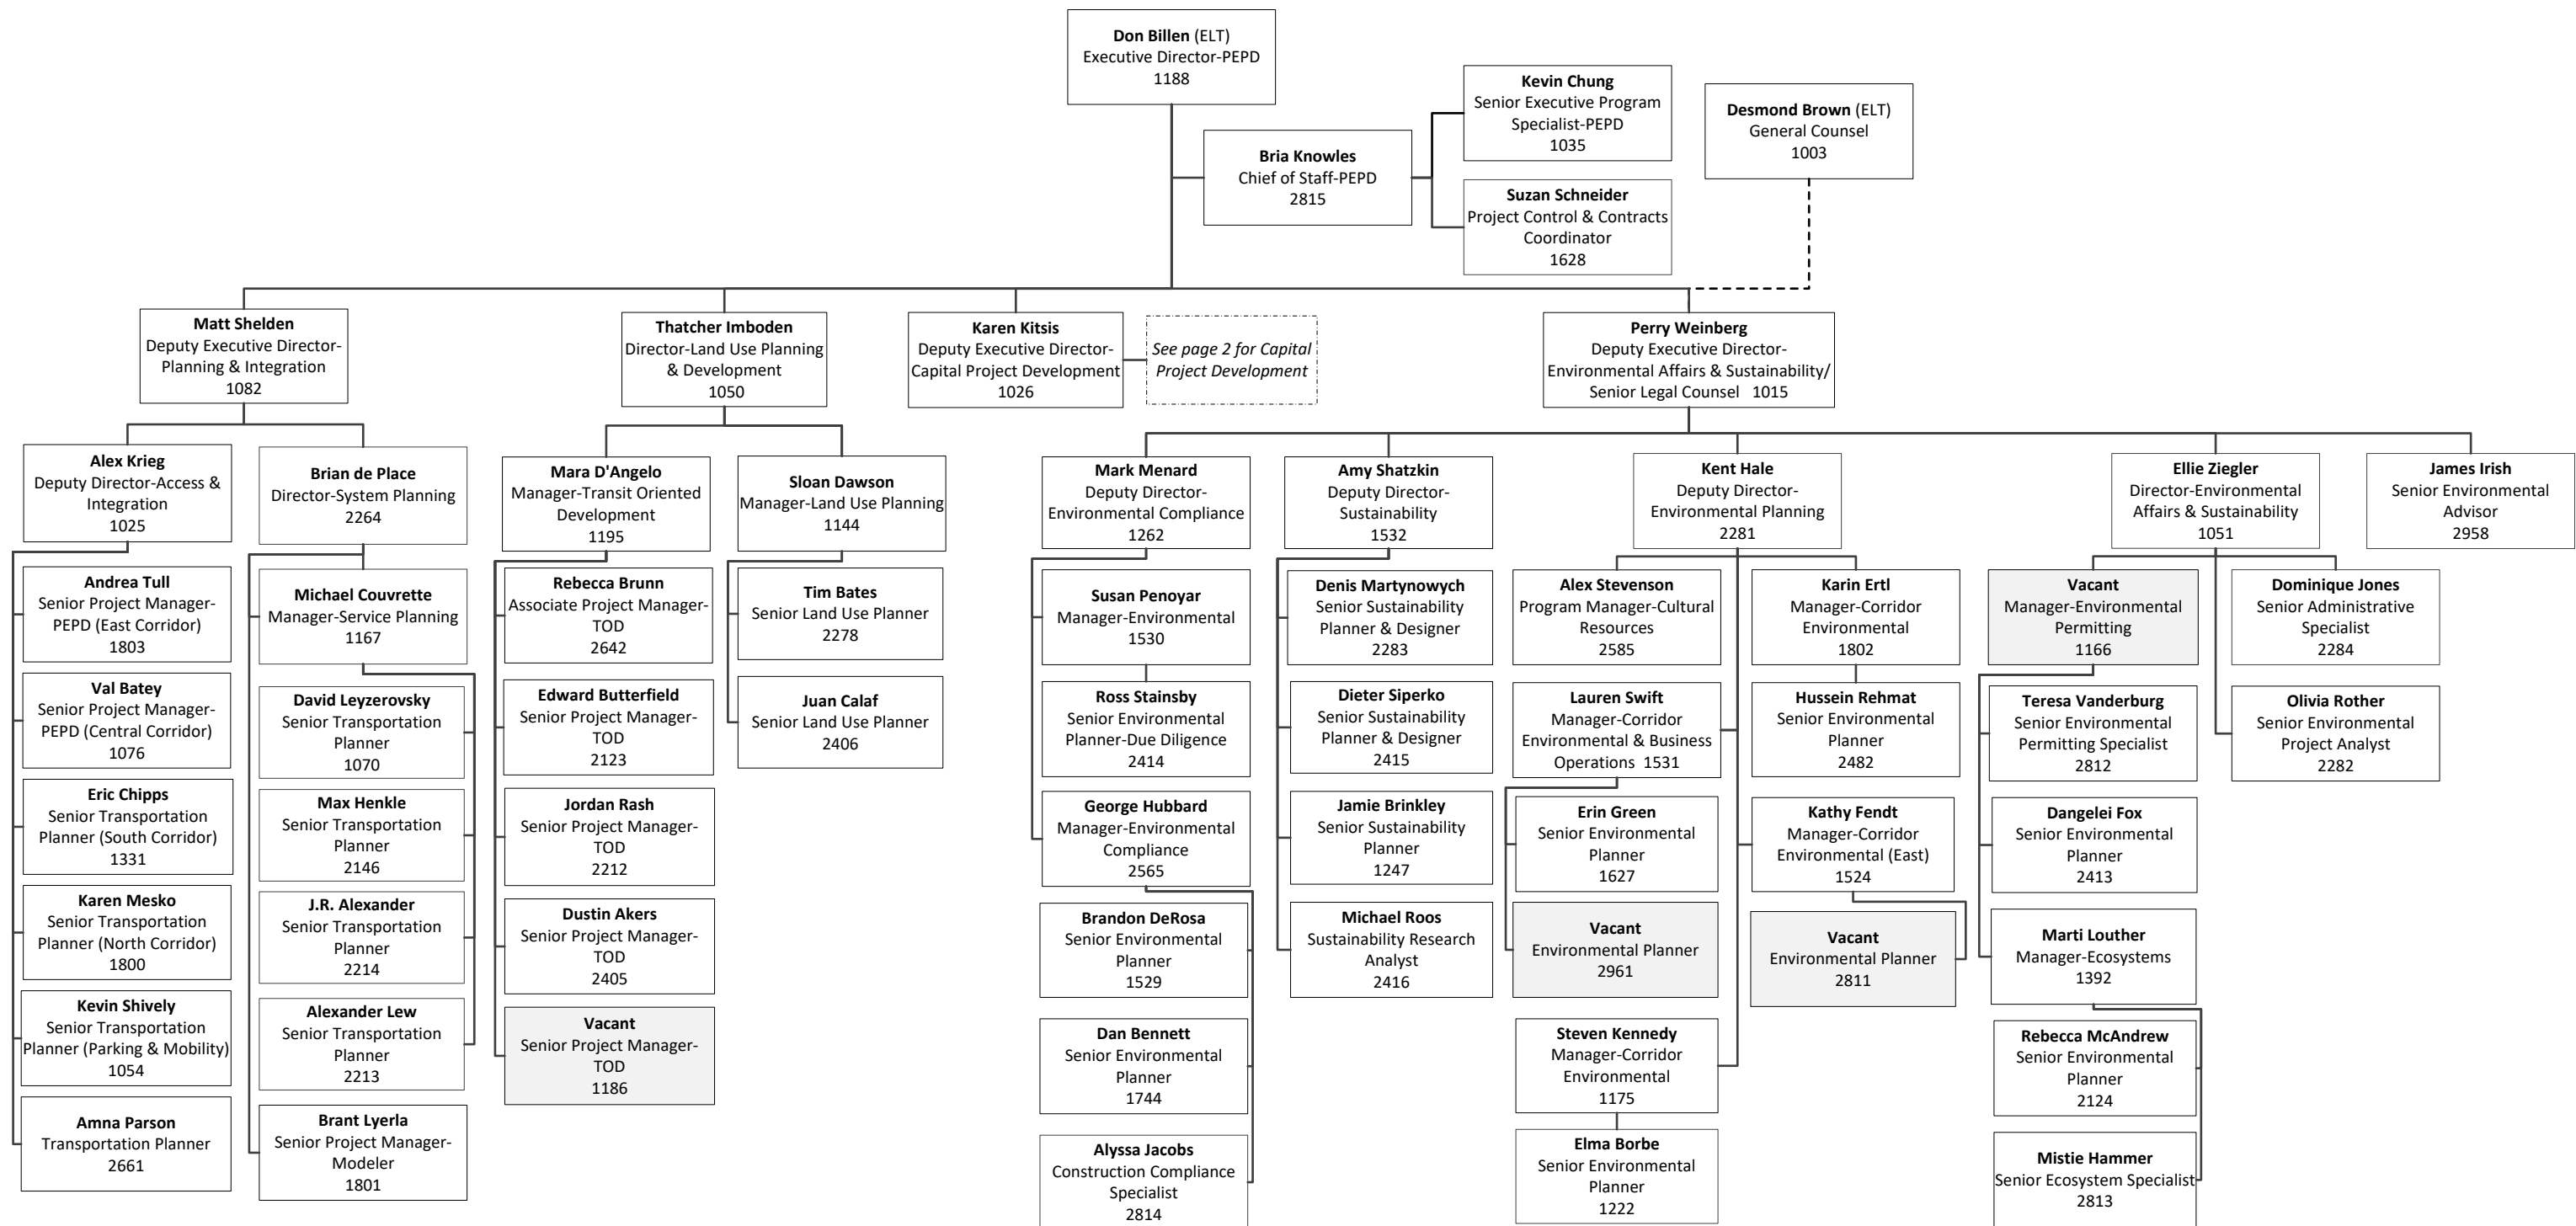 Don Billen (ELT)
Executive Director-PEPD
1188
Kevin Chung
Senior Executive Program
Specialist-PEPD
1035
Desmond Brown (ELT)
General Counsel
1003
Bria Knowles
Chief of Staff-PEPD
2815
Suzan Schneider
Project Control & Contracts
Coordinator
1628
Matt Shelden
Deputy Executive Director-
Planning & Integration
1082
Thatcher Imboden
Director-Land Use Planning
& Development
1050
Karen Kitsis
Deputy Executive Director-
Capital Project Development
1026
See page 2 for Capital
Project Development
Perry Weinberg
Deputy Executive Director-
Environmental Affairs & Sustainability/
Senior Legal Counsel 1015
Alex Krieg
Deputy Director-Access &
Integration
1025
Andrea Tull
Senior Project Manager-
PEPD (East Corridor)
1803
Val Batey
Senior Project Manager-
PEPD (Central Corridor)
1076
Eric Chipps
Senior Transportation
Planner (South Corridor)
1331
Karen Mesko
Senior Transportation
Planner (North Corridor)
1800
Kevin Shively
Senior Transportation
Planner (Parking & Mobility)
1054
Amna Parson
Transportation Planner
2661
Brian de Place
Director-System Planning
2264
Michael Couvrette
Manager-Service Planning
1167
David Leyzerovsky
Senior Transportation
Planner
1070
Max Henkle
Senior Transportation
Planner
2146
J.R. Alexander
Senior Transportation
Planner
2214
Alexander Lew
Senior Transportation
Planner
2213
Brant Lyerla
Senior Project Manager-
Modeler
1801
Mara D'Angelo
Manager-Transit Oriented
Development
1195
Rebecca Brunn
Associate Project Manager-
TOD
2642
Edward Butterfield
Senior Project Manager-
TOD
2123
Jordan Rash
Senior Project Manager-
TOD
2212
Dustin Akers
Senior Project Manager-
TOD
2405
Vacant
Senior Project Manager-
TOD
1186
Sloan Dawson
Manager-Land Use Planning
1144
Tim Bates
Senior Land Use Planner
2278
Juan Calaf
Senior Land Use Planner
2406
Mark Menard
Deputy Director-
Environmental Compliance
1262
Susan Penoyar
Manager-Environmental
1530
Ross Stainsby
Senior Environmental
Planner-Due Diligence
2414
George Hubbard
Manager-Environmental
Compliance
2565
Brandon DeRosa
Senior Environmental
Planner
1529
Dan Bennett
Senior Environmental
Planner
1744
Alyssa Jacobs
Construction Compliance
Specialist
2814
Amy Shatzkin
Deputy Director-
Sustainability
1532
Denis Martynowych
Senior Sustainability
Planner & Designer
2283
Dieter Siperko
Senior Sustainability
Planner & Designer
2415
Jamie Brinkley
Senior Sustainability
Planner
1247
Michael Roos
Sustainability Research
Analyst
2416
Kent Hale
Deputy Director-
Environmental Planning
2281
Alex Stevenson
Program Manager-Cultural
Resources
2585
Lauren Swift
Manager-Corridor
Environmental & Business
Operations 1531
Erin Green
Senior Environmental
Planner
1627
Vacant
Environmental Planner
2961
Steven Kennedy
Manager-Corridor
Environmental
1175
Elma Borbe
Senior Environmental
Planner
1222
Karin Ertl
Manager-Corridor
Environmental
1802
Hussein Rehmat
Senior Environmental
Planner
2482
Kathy Fendt
Manager-Corridor
Environmental (East)
1524
Vacant
Environmental Planner
2811
Ellie Ziegler
Director-Environmental
Affairs & Sustainability
1051
Vacant
Manager-Environmental
Permitting
1166
Teresa Vanderburg
Senior Environmental
Permitting Specialist
2812
Dangelei Fox
Senior Environmental
Planner
2413
Marti Louther
Manager-Ecosystems
1392
Rebecca McAndrew
Senior Environmental
Planner
2124
Mistie Hammer
Senior Ecosystem Specialist
2813
Dominique Jones
Senior Administrative
Specialist
2284
Olivia Rother
Senior Environmental
Project Analyst
2282
James Irish
Senior Environmental
Advisor
2958